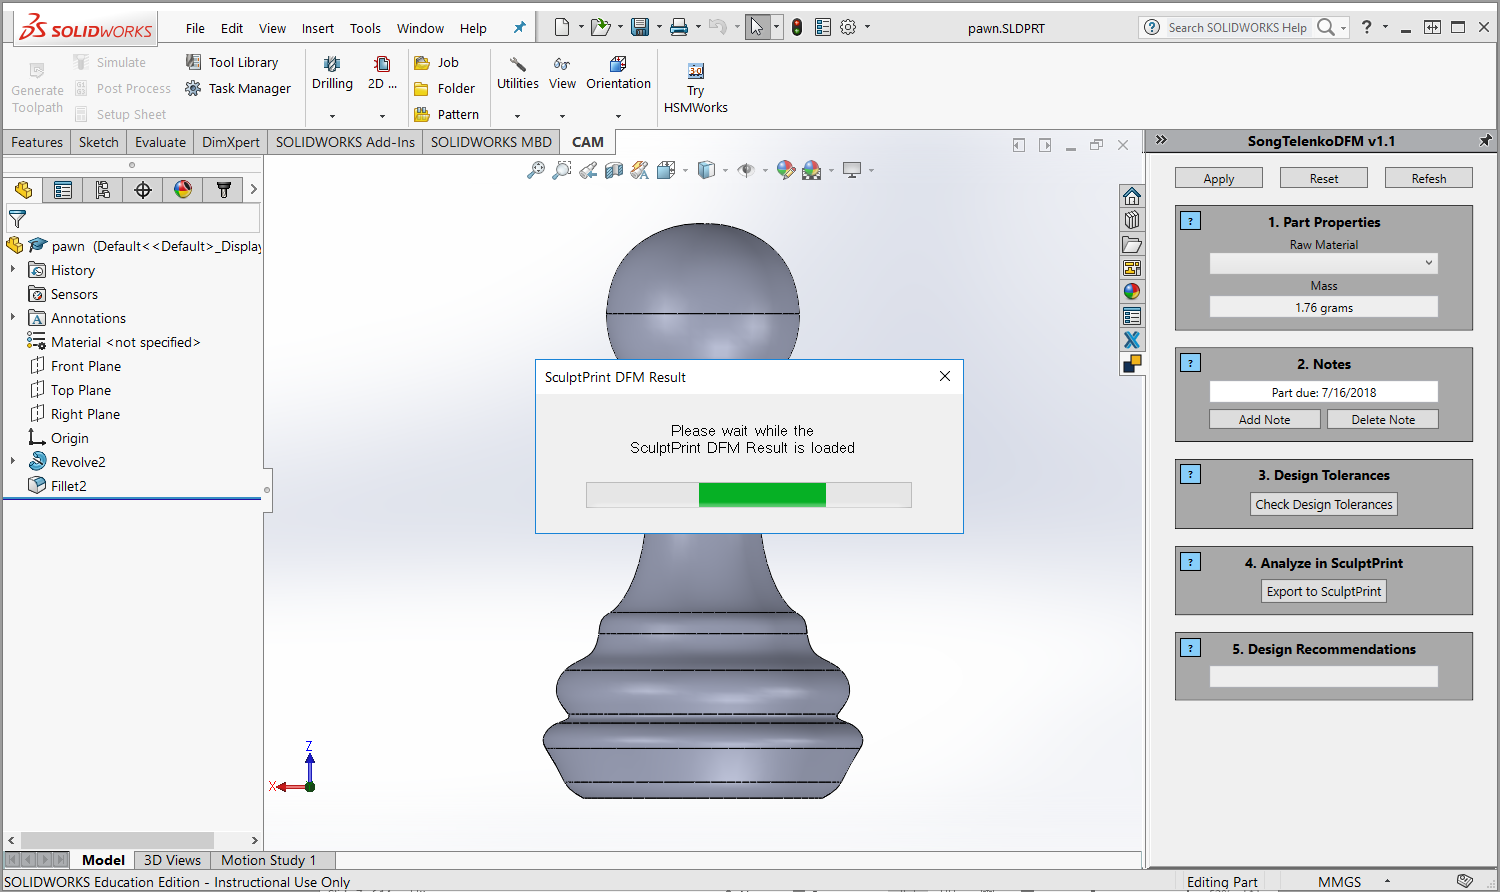 SOLIDWORKS
File Edit View Insert Tools Window Help
pawn.SLDPRT
Search SOLIDWORKS Help
Generate
Toolpath
Simulate
Post Process
Setup Sheet
Tool Library
Task Manager
Drilling
2D ...
Job
Folder
Pattern
Utilities
View
Orientation
Try
HSMWorks
Features Sketch Evaluate DimXpert SOLIDWORKS Add-Ins SOLIDWORKS MBD CAM
pawn (Default<<Default>_Display
History
Sensors
Annotations
Material <not specified>
Front Plane
Top Plane
Right Plane
Origin
Revolve2
Fillet2
SculptPrint DFM Result
Please wait while the
SculptPrint DFM Result is loaded
Z
X
SongTelenkoDFM v1.1
Apply Reset Refesh
? 1. Part Properties
Raw Material
Mass
1.76 grams
? 2. Notes
Part due: 7/16/2018
Add Note Delete Note
? 3. Design Tolerances
Check Design Tolerances
? 4. Analyze in SculptPrint
Export to SculptPrint
? 5. Design Recommendations
Model 3D Views Motion Study 1
SOLIDWORKS Education Edition - Instructional Use Only
Editing Part MMGS